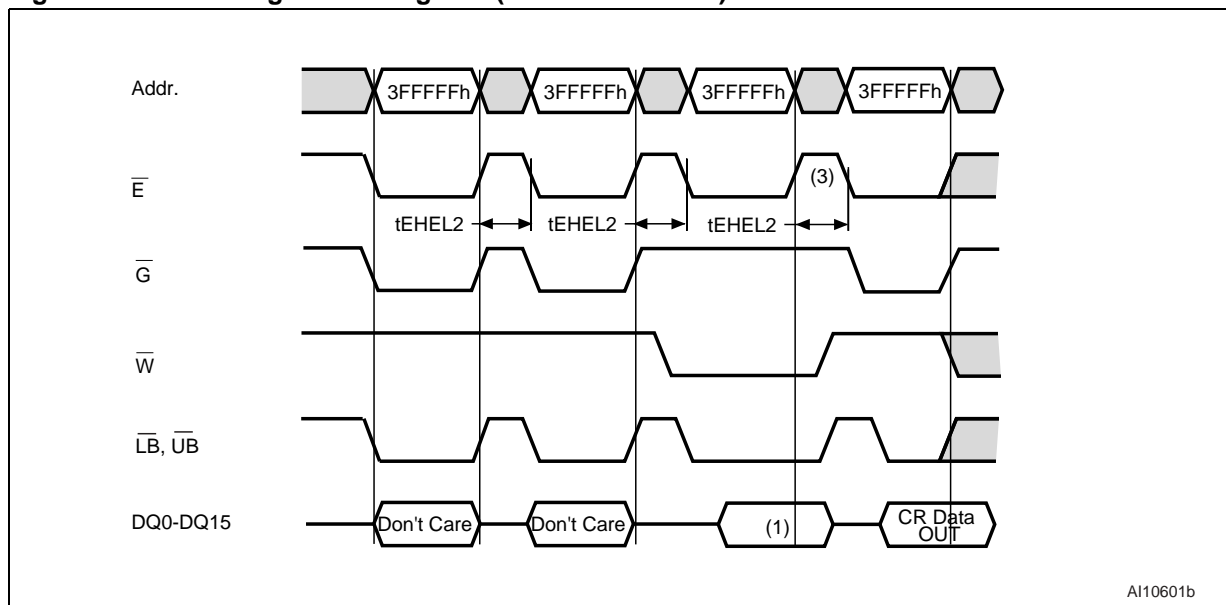 Addr.
3FFFFFh 3FFFFFh 3FFFFFh 3FFFFFh
E
(3)
tEHEL2 tEHEL2 tEHEL2
G
W
LB, UB
DQ0-DQ15
Don't Care Don't Care (1) CR Data
OUT
AI10601b